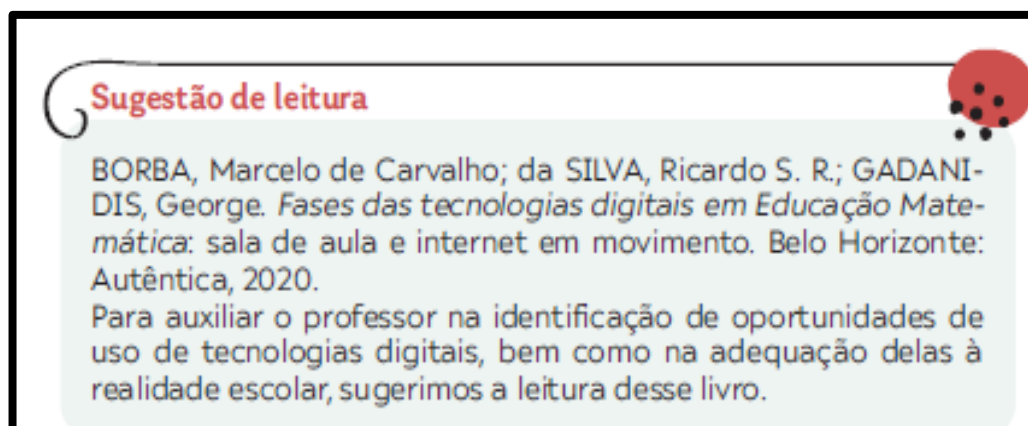 Sugestão de leitura
BORBA, Marcelo de Carvalho; da SILVA, Ricardo S. R.; GADANI-
DIS, George. Fases das tecnologias digitais em Educação Mate-
mática: sala de aula e internet em movimento. Belo Horizonte:
Autêntica, 2020.
Para auxiliar o professor na identificação de oportunidades de
uso de tecnologias digitais, bem como na adequação delas à
realidade escolar, sugerimos a leitura desse livro.